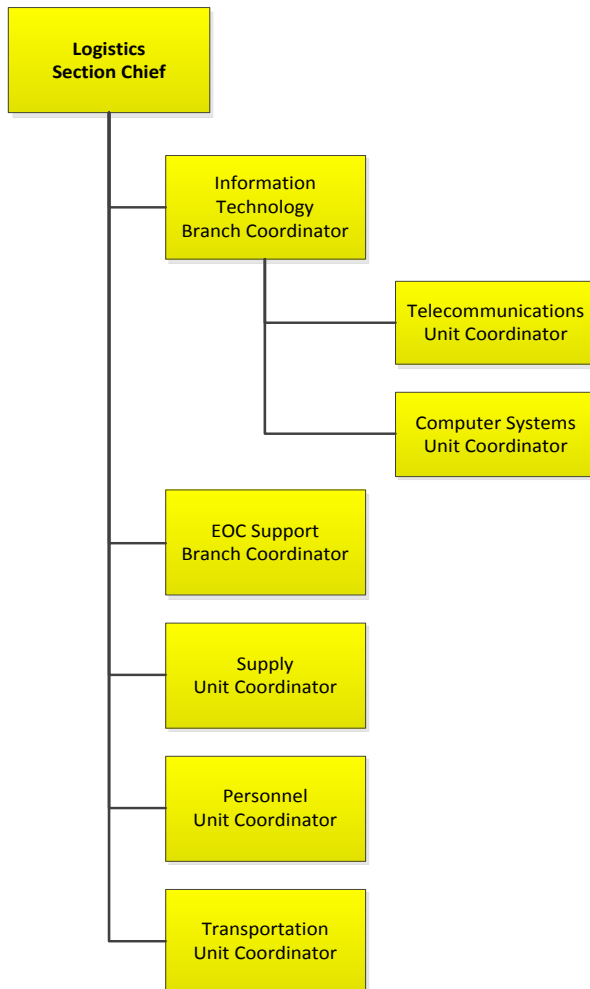 Logistics
Section Chief
Information
Technology
Branch Coordinator
Telecommunications
Unit Coordinator
Computer Systems
Unit Coordinator
EOC Support
Branch Coordinator
Supply
Unit Coordinator
Personnel
Unit Coordinator
Transportation
Unit Coordinator